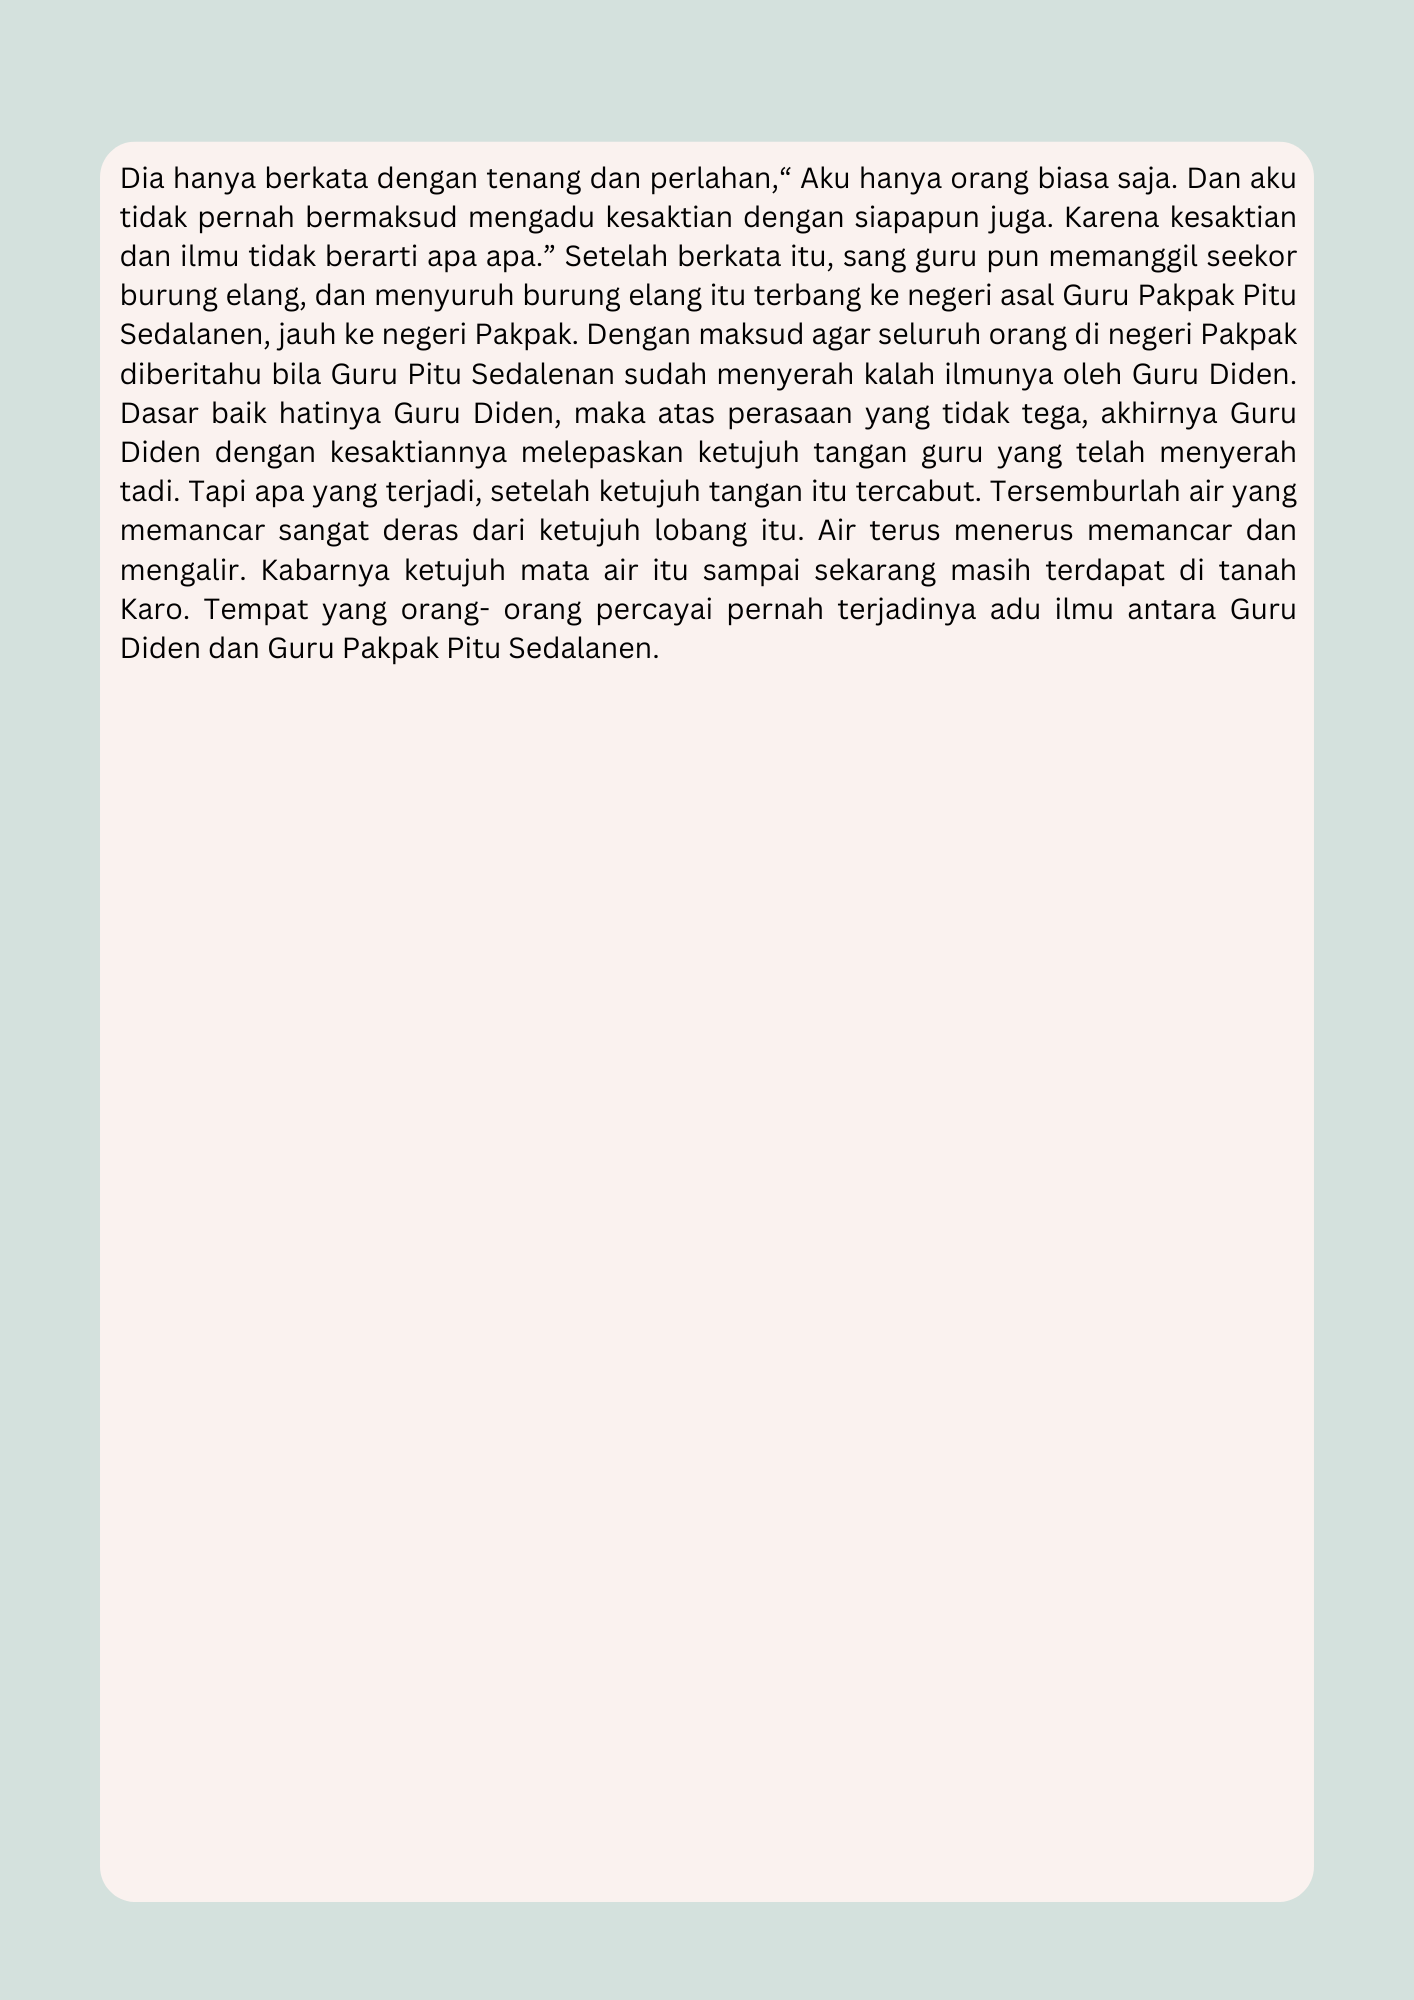 Dia hanya berkata dengan tenang dan perlahan,“ Aku hanya orang biasa saja. Dan aku
tidak pernah bermaksud mengadu kesaktian dengan siapapun juga. Karena kesaktian
dan ilmu tidak berarti apa apa.” Setelah berkata itu, sang guru pun memanggil seekor
burung elang, dan menyuruh burung elang itu terbang ke negeri asal Guru Pakpak Pitu
Sedalanen, jauh ke negeri Pakpak. Dengan maksud agar seluruh orang di negeri Pakpak
diberitahu bila Guru Pitu Sedalenan sudah menyerah kalah ilmunya oleh Guru Diden.
Dasar baik hatinya Guru Diden, maka atas perasaan yang tidak tega, akhirnya Guru
Diden dengan kesaktiannya melepaskan ketujuh tangan guru yang telah menyerah
tadi. Tapi apa yang terjadi, setelah ketujuh tangan itu tercabut. Tersemburlah air yang
memancar sangat deras dari ketujuh lobang itu. Air terus menerus memancar dan
mengalir. Kabarnya ketujuh mata air itu sampai sekarang masih terdapat di tanah
Karo. Tempat yang orang- orang percayai pernah terjadinya adu ilmu antara Guru
Diden dan Guru Pakpak Pitu Sedalanen.